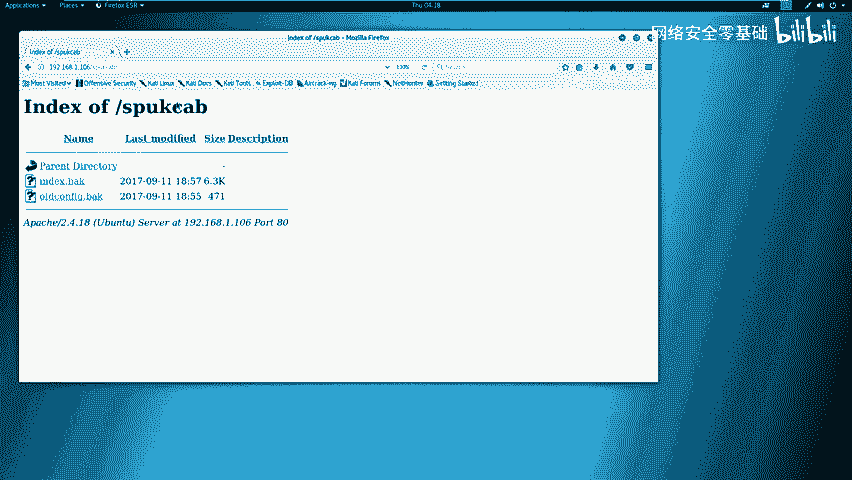 Applications Places Firefox ESR Thu 04:18
网络安全零基础 bilibili
Index of /spukcab - Mozilla Firefox
Index of /spukcab
192.168.1.106
Most Visited Offensive Security Kali Linux Kali Docs Kali Tools Exploit-DB Aircrack-ng Kali Forums NetHunter Getting Started
Index of /spukcab
Name Last modified Size Description
Parent Directory -
index.bak 2017-09-11 18:57 6.3K
oldconfig.bak 2017-09-11 18:55 471
Apache/2.4.18 (Ubuntu) Server at 192.168.1.106 Port 80